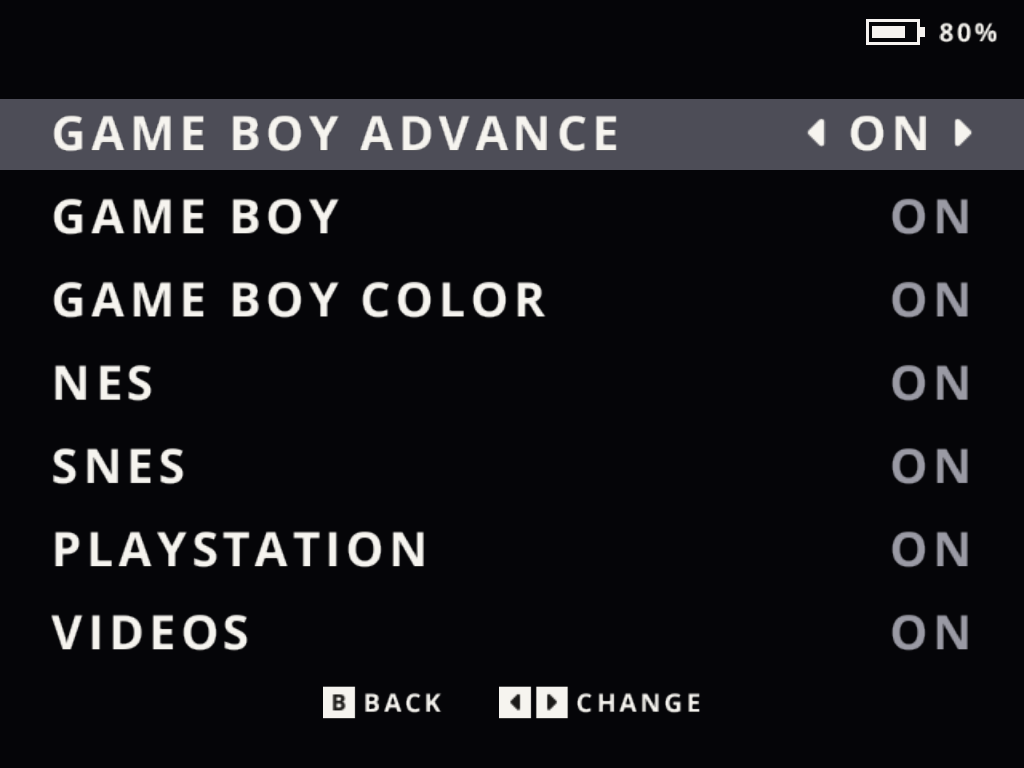 80%
GAME BOY ADVANCE ON
GAME BOY ON
GAME BOY COLOR ON
NES ON
SNES ON
PLAYSTATION ON
VIDEOS ON
B BACK CHANGE